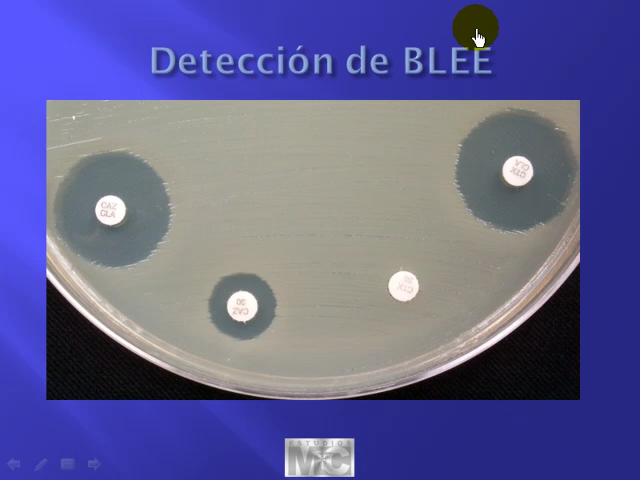 Detección de BLEE
CAZ
CLA
CTX
CLA
CAZ
30
CTX
30
ESTUDIOS
MC